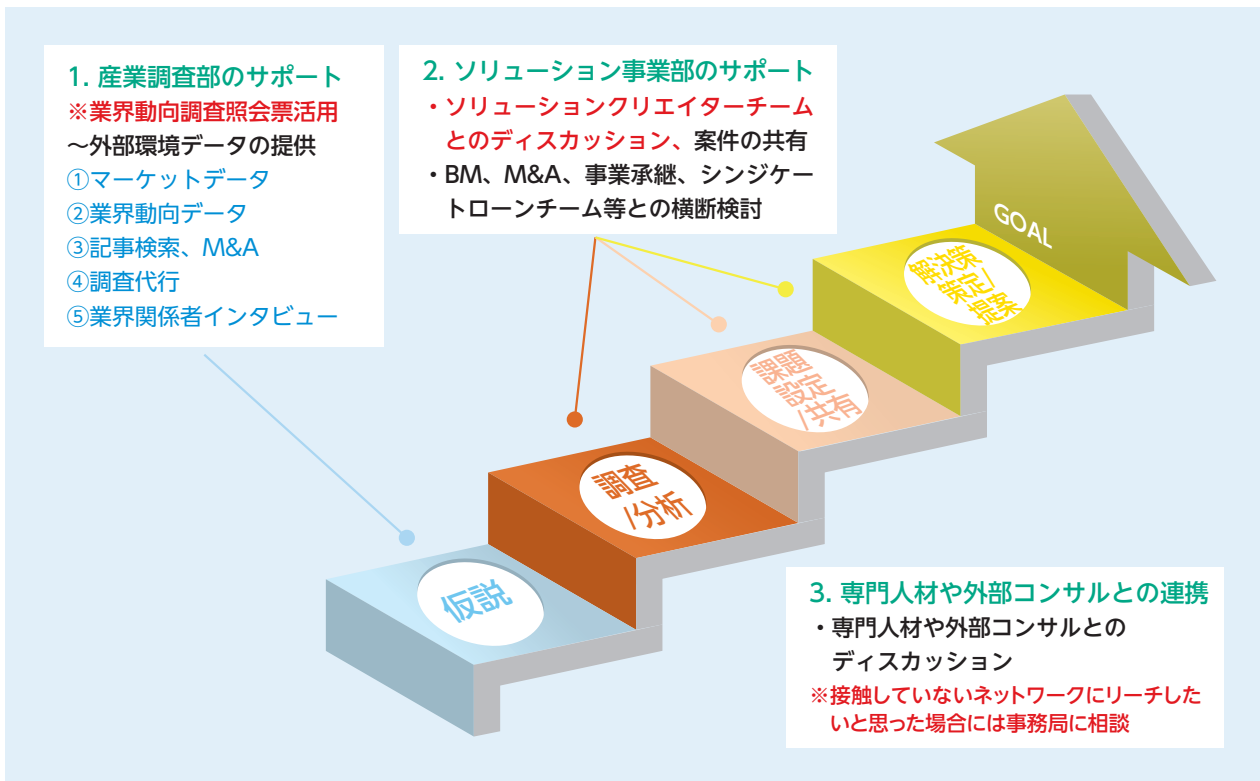 1. 産業調査部のサポート
※業界動向調査照会票活用
～外部環境データの提供
①マーケットデータ
②業界動向データ
③記事検索、M&A
④調査代行
⑤業界関係者インタビュー
2. ソリューション事業部のサポート
・ソリューションクリエイターチーム
とのディスカッション、案件の共有
・BM、M&A、事業承継、シンジケー
トローンチーム等との横断検討
GOAL
解決策
策定/
提案
課題
設定
/共有
調査
/分析
仮説
3. 専門人材や外部コンサルとの連携
・専門人材や外部コンサルとの
ディスカッション
※接触していないネットワークにリーチした
いと思った場合には事務局に相談